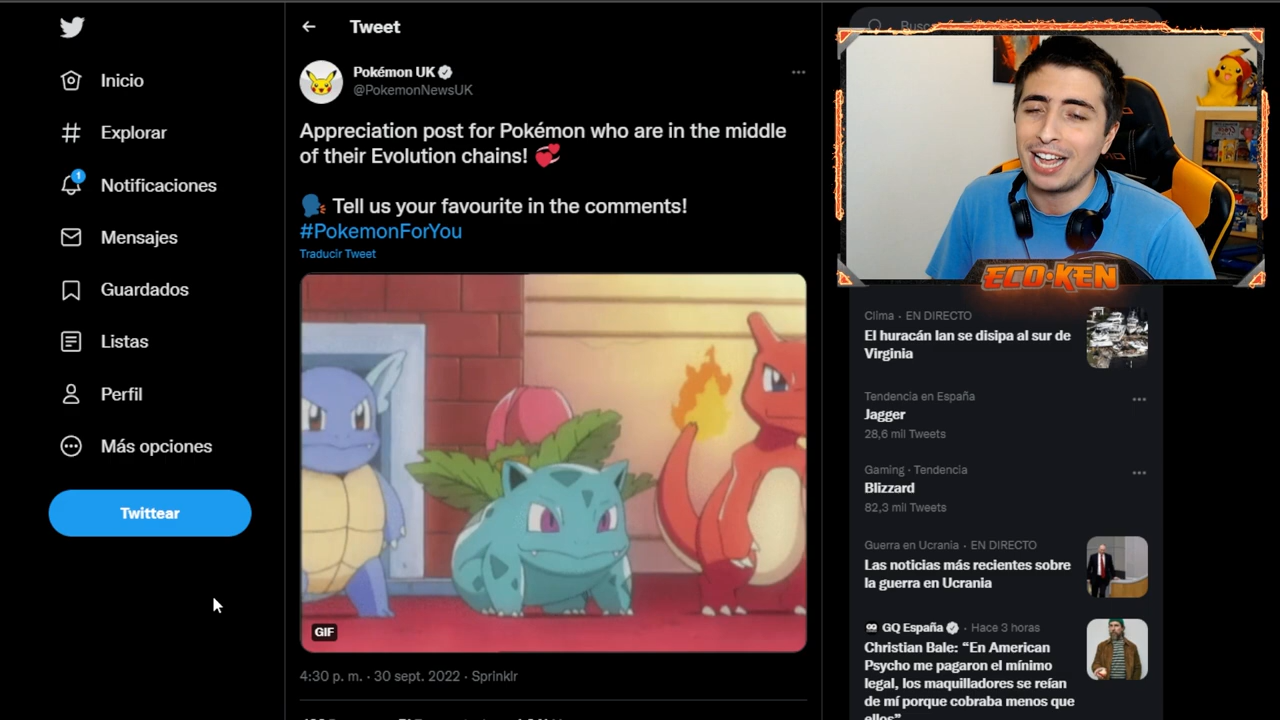 Inicio
Explorar
1
Notificaciones
Mensajes
Guardados
Listas
Perfil
Más opciones
Twittear
Tweet
Pokémon UK
@PokemonNewsUK
Appreciation post for Pokémon who are in the middle
of their Evolution chains! 💞
🗣 Tell us your favourite in the comments!
#PokemonForYou
Traducir Tweet
GIF
4:30 p. m. · 30 sept. 2022 · Sprinklr
ECO·KEN
Clima · EN DIRECTO
El huracán Ian se disipa al sur de
Virginia
Tendencia en España
Jagger
28,6 mil Tweets
Gaming · Tendencia
Blizzard
82,3 mil Tweets
Guerra en Ucrania · EN DIRECTO
Las noticias más recientes sobre
la guerra en Ucrania
GQ España · Hace 3 horas
Christian Bale: “En American
Psycho me pagaron el mínimo
legal, los maquilladores se reían
de mí porque cobraba menos que
ellos”